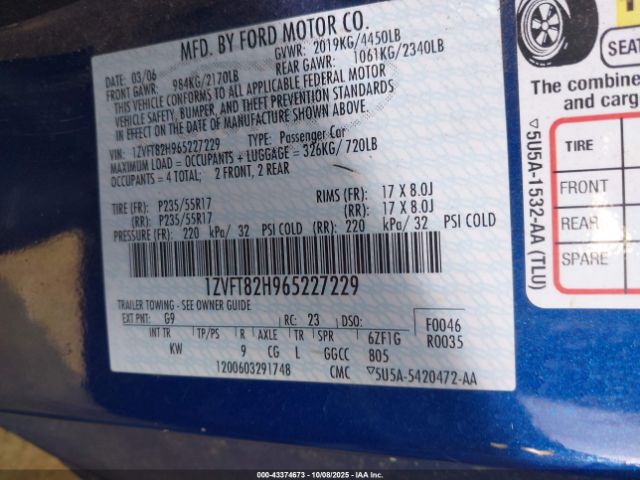 MFD. BY FORD MOTOR CO.
DATE: 03/06 GVWR: 2019KG/4450LB
FRONT GAWR: 984KG/2170LB REAR GAWR: 1061KG/2340LB
THIS VEHICLE CONFORMS TO ALL APPLICABLE FEDERAL MOTOR
VEHICLE SAFETY, BUMPER, AND THEFT PREVENTION STANDARDS
IN EFFECT ON THE DATE OF MANUFACTURE SHOWN ABOVE.
VIN: 1ZVFT82H965227229 TYPE: Passenger Car
MAXIMUM LOAD = OCCUPANTS + LUGGAGE = 326KG/720LB
OCCUPANTS = 4 TOTAL; 2 FRONT, 2 REAR
TIRE (FR): P235/55R17 RIMS (FR): 17 X 8.0J
(RR): P235/55R17 (RR): 17 X 8.0J
PRESSURE (FR): 220 kPa/ 32 PSI COLD (RR): 220 kPa/ 32 PSI COLD
1ZVFT82H965227229
TRAILER TOWING - SEE OWNER GUIDE
EXT PNT: G9 RC: 23 DSO: F0046
INT TR TP/PS R AXLE TR SPR 6ZF1G R0035
KW 9 CG L GGCC 805
1200603291748 CMC ▽5U5A-5420472-AA
SEAT
The combine
and carg
TIRE
FRONT
REAR
SPARE
▽5U5A-1532-AA (TLU)
000-43374673 - 10/08/2025 - IAA Inc.